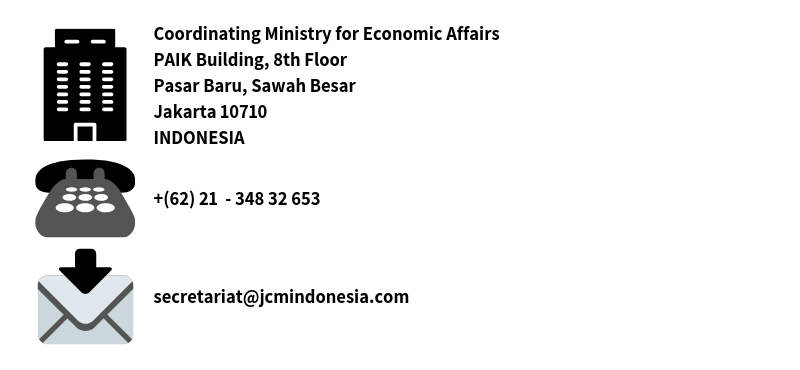 Coordinating Ministry for Economic Affairs
PAIK Building, 8th Floor
Pasar Baru, Sawah Besar
Jakarta 10710
INDONESIA
+(62) 21  - 348 32 653
secretariat@jcmindonesia.com